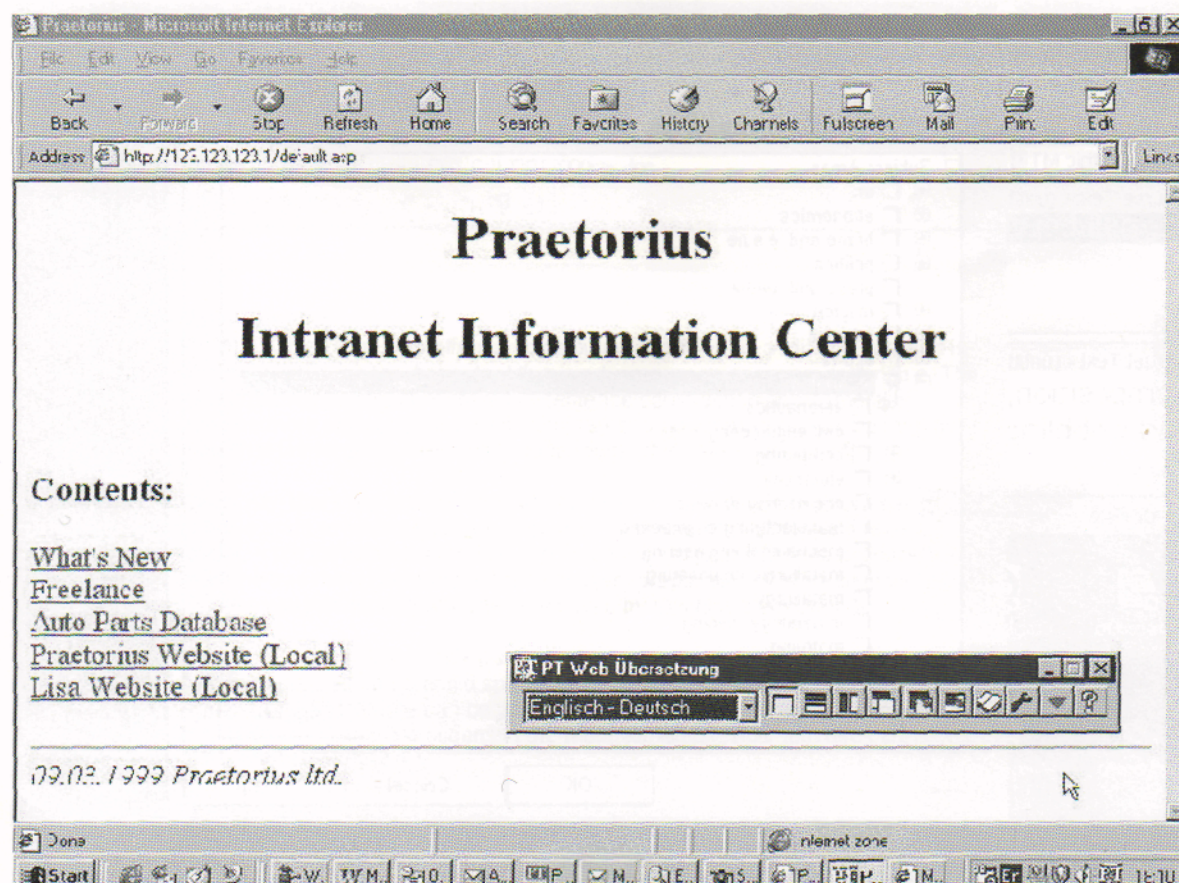 Praetorius - Microsoft Internet Explorer
File Edit View Go Favorites Help
Back Forward Stop Refresh Home Search Favorites History Channels Fullscreen Mail Print Edit
Address http://123.123.123.1/default.asp Links
Praetorius
Intranet Information Center
Contents:
What's New
Freelance
Auto Parts Database
Praetorius Website (Local)
Lisa Website (Local)
PT Web Übersetzung
Englisch - Deutsch
09.03.1999 Praetorius ltd.
Done Internet zone
Start W.. M.. A.. P.. M.. E.. S.. P.. P.. M.. 18:10